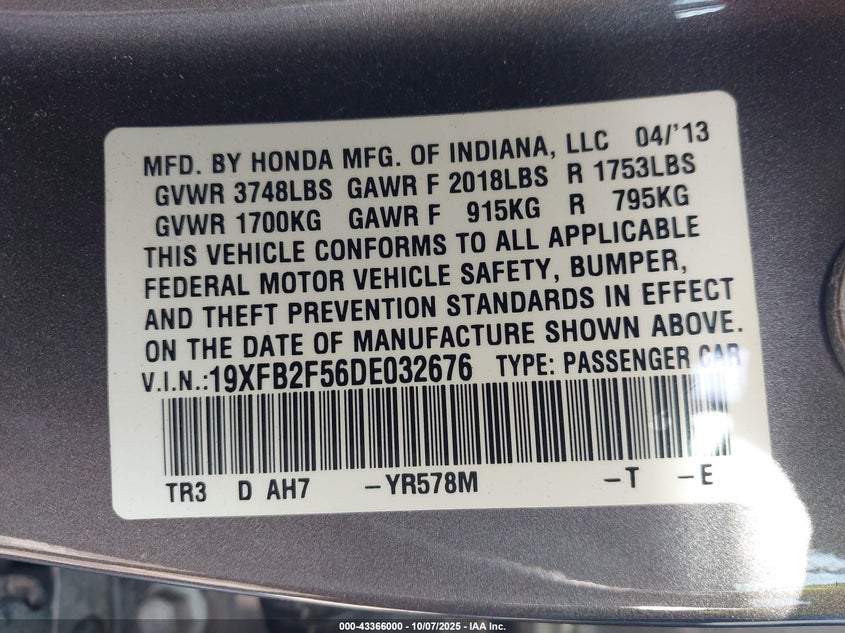 MFD. BY HONDA MFG. OF INDIANA, LLC 04/'13
GVWR 3748LBS GAWR F 2018LBS R 1753LBS
GVWR 1700KG GAWR F 915KG R 795KG
THIS VEHICLE CONFORMS TO ALL APPLICABLE
FEDERAL MOTOR VEHICLE SAFETY, BUMPER,
AND THEFT PREVENTION STANDARDS IN EFFECT
ON THE DATE OF MANUFACTURE SHOWN ABOVE.
V.I.N.:19XFB2F56DE032676 TYPE: PASSENGER CAR
TR3 D AH7 -YR578M -T -E
000-43366000 - 10/07/2025 - IAA Inc.